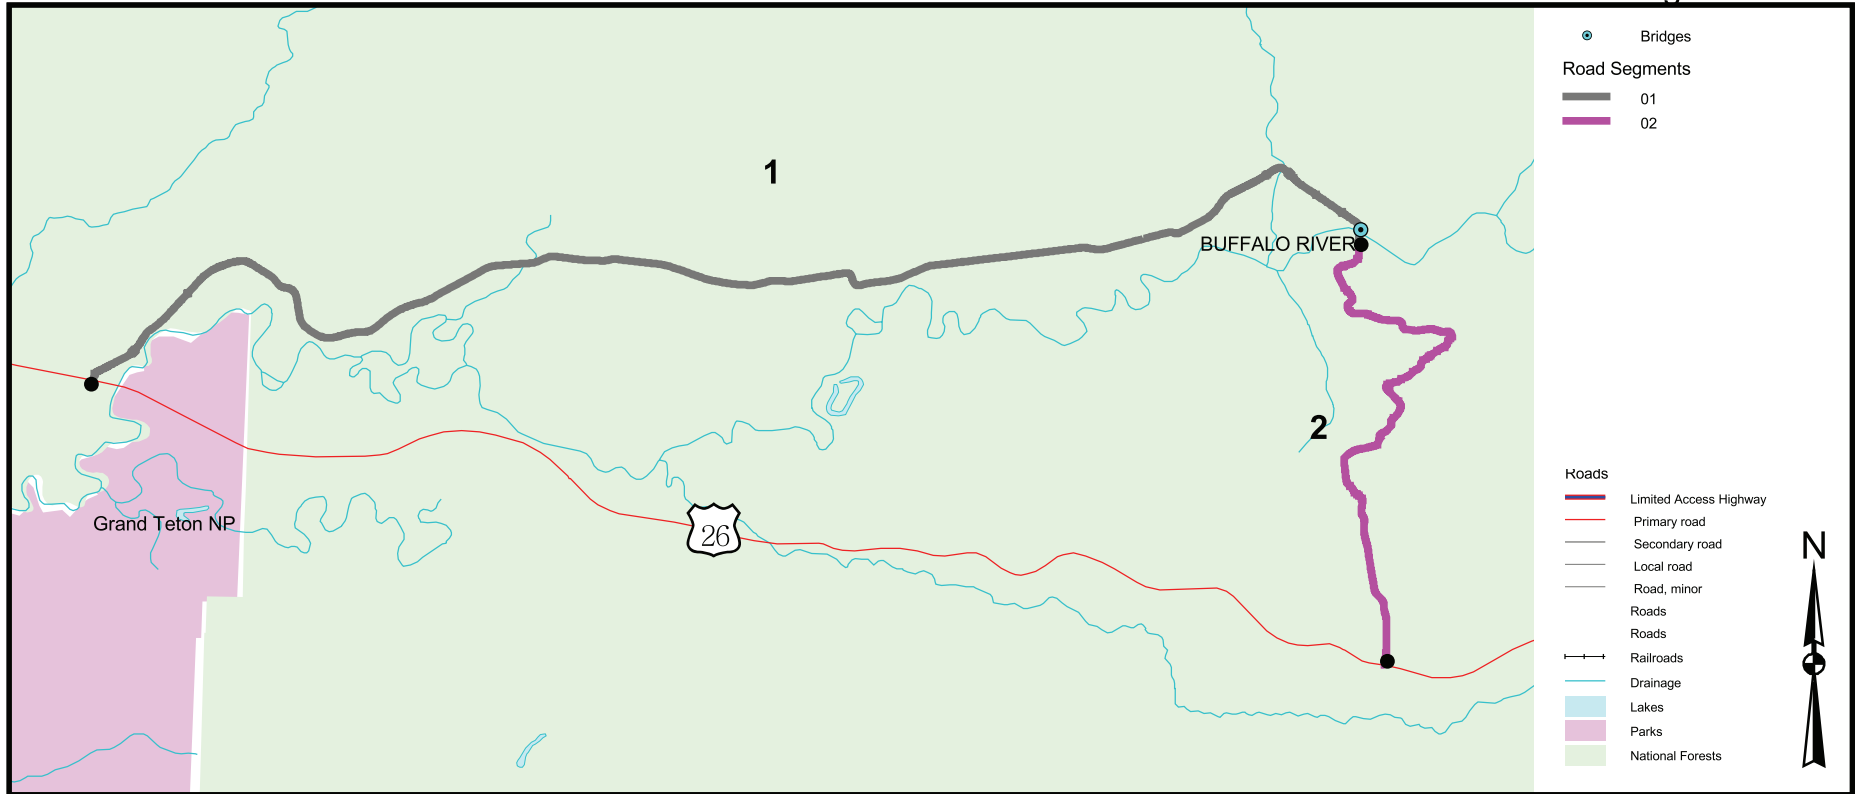 Bridges
Road Segments
01
02
1
BUFFALO RIVER
2
Grand Teton NP
26
Roads
Limited Access Highway
Primary road
Secondary road
Local road
Road, minor
Roads
Roads
Railroads
Drainage
Lakes
Parks
National Forests
N